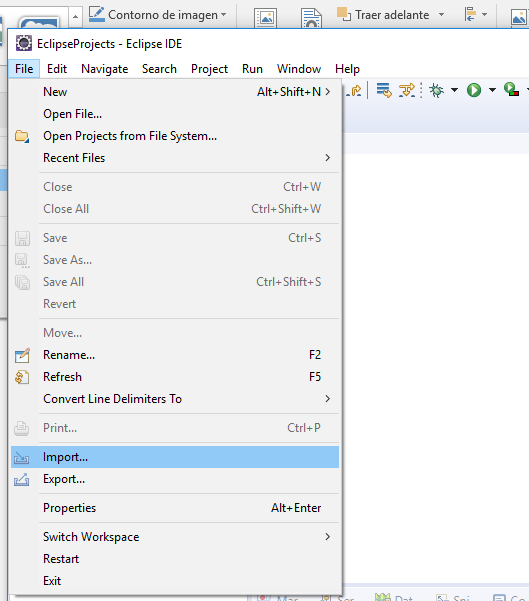 Contorno de imagen
Traer adelante
EclipseProjects - Eclipse IDE
File Edit Navigate Search Project Run Window Help
New Alt+Shift+N
Open File...
Open Projects from File System...
Recent Files
Close Ctrl+W
Close All Ctrl+Shift+W
Save Ctrl+S
Save As...
Save All Ctrl+Shift+S
Revert
Move...
Rename... F2
Refresh F5
Convert Line Delimiters To
Print... Ctrl+P
Import...
Export...
Properties Alt+Enter
Switch Workspace
Restart
Exit